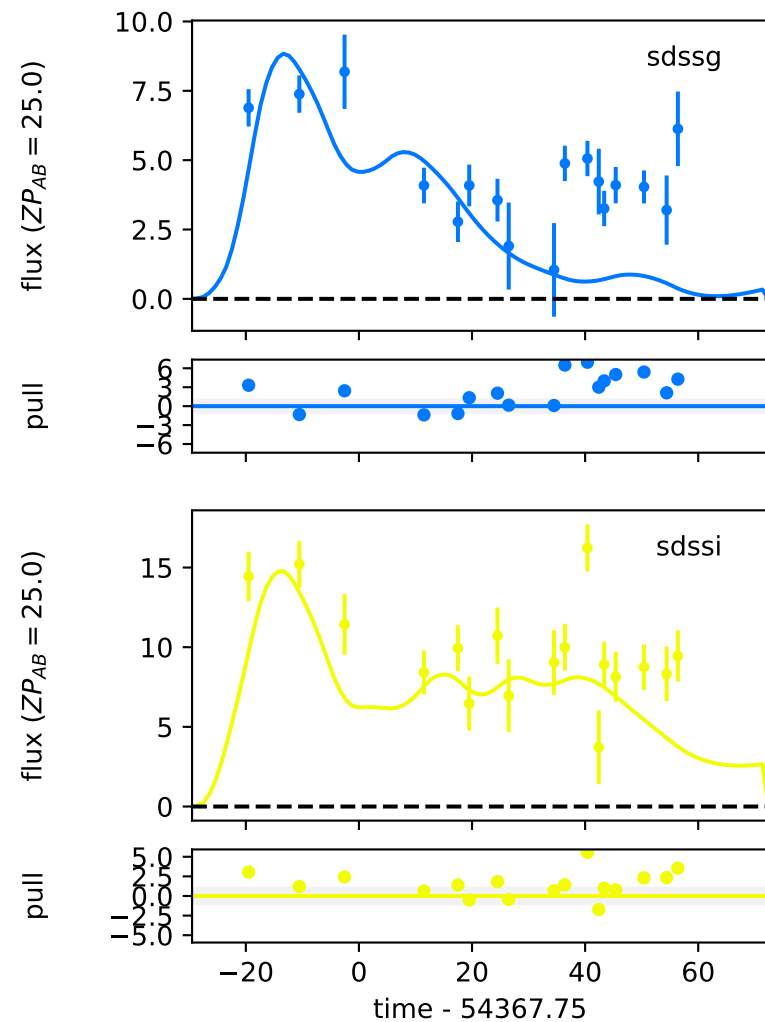 10.0
sdssg
7.5
5.0
2.5
0.0
flux (ZP_AB = 25.0)
6
3
0
−3
−6
pull
sdssi
15
10
5
0
flux (ZP_AB = 25.0)
5.0
2.5
0.0
−2.5
−5.0
pull
−20 0 20 40 60
time - 54367.75